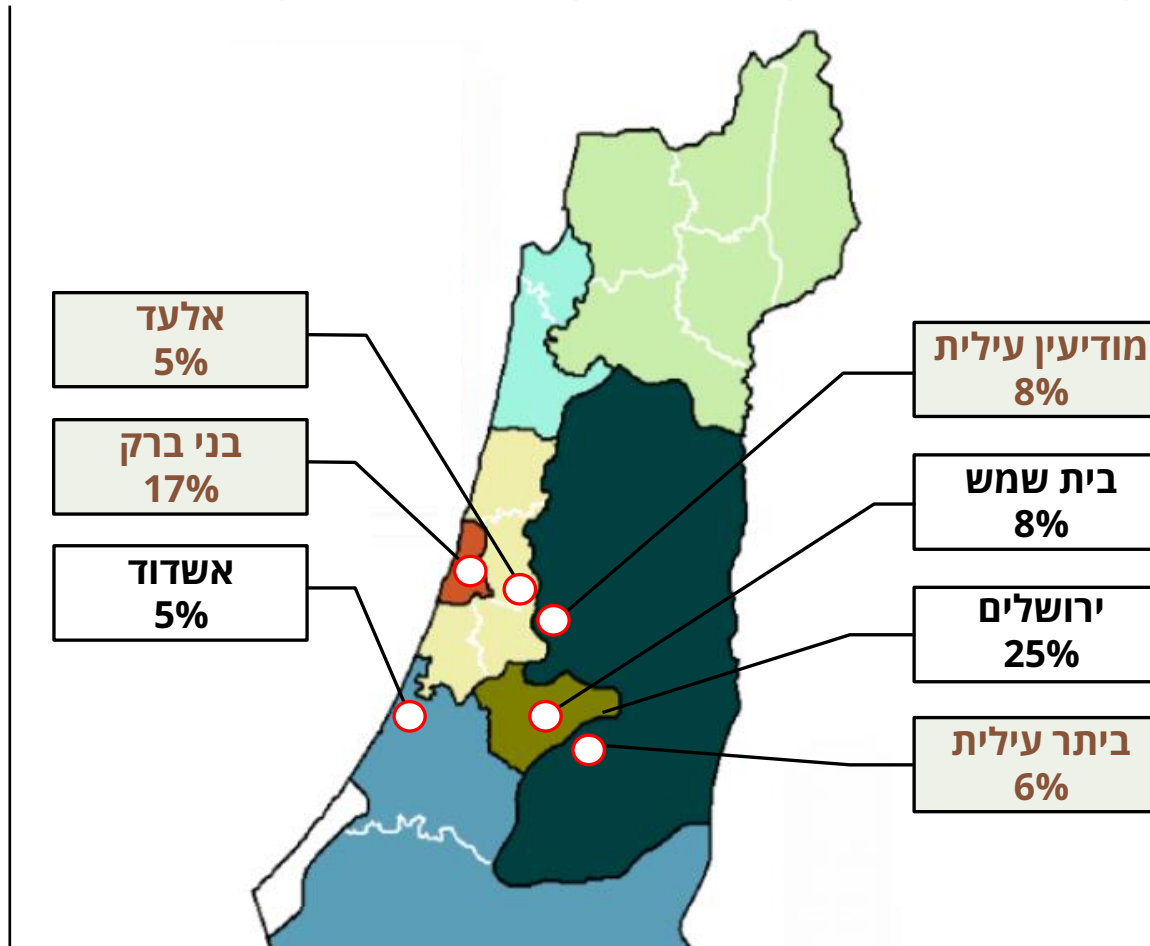 אלעד
5%
בני ברק
17%
אשדוד
5%
מודיעין עילית
8%
בית שמש
8%
ירושלים
25%
ביתר עילית
6%